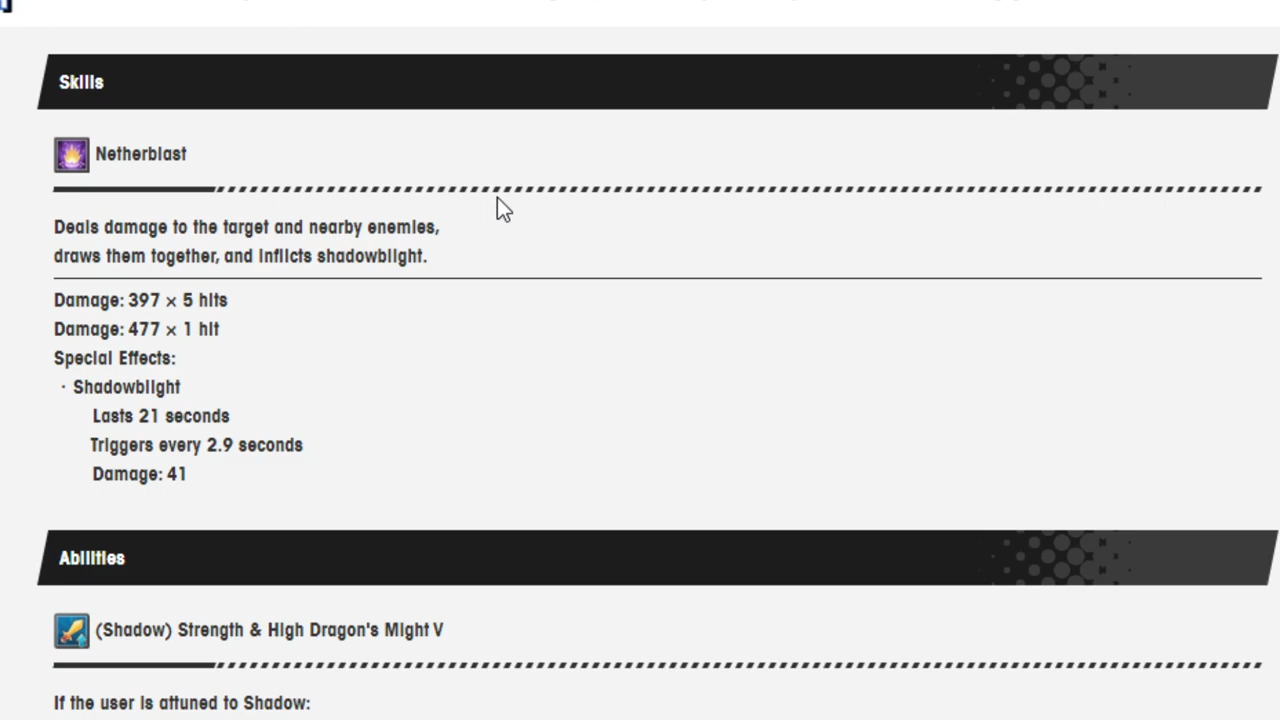 Skills
Netherblast
Deals damage to the target and nearby enemies,
draws them together, and inflicts shadowblight.
Damage: 397 × 5 hits
Damage: 477 × 1 hit
Special Effects:
· Shadowblight
Lasts 21 seconds
Triggers every 2.9 seconds
Damage: 41
Abilities
(Shadow) Strength & High Dragon's Might V
If the user is attuned to Shadow: